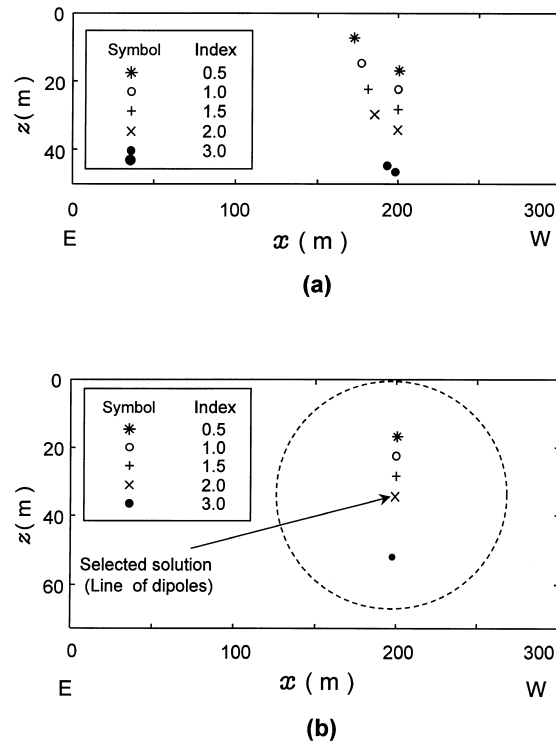 0
20
40
z(m)
Symbol Index
0.5
1.0
1.5
2.0
3.0
0 100 200 300
E x (m) W
(a)
0
20
40
60
z(m)
Symbol Index
0.5
1.0
1.5
2.0
3.0
Selected solution
(Line of dipoles)
0 100 200 300
E x (m) W
(b)